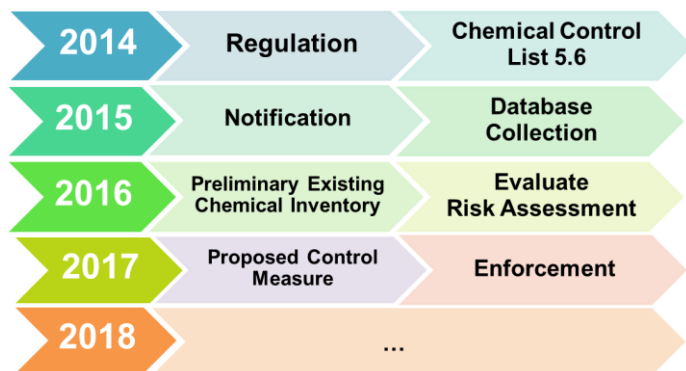 2014
Regulation
Chemical Control
List 5.6
2015
Notification
Database
Collection
2016
Preliminary Existing
Chemical Inventory
Evaluate
Risk Assessment
2017
Proposed Control
Measure
Enforcement
2018
...